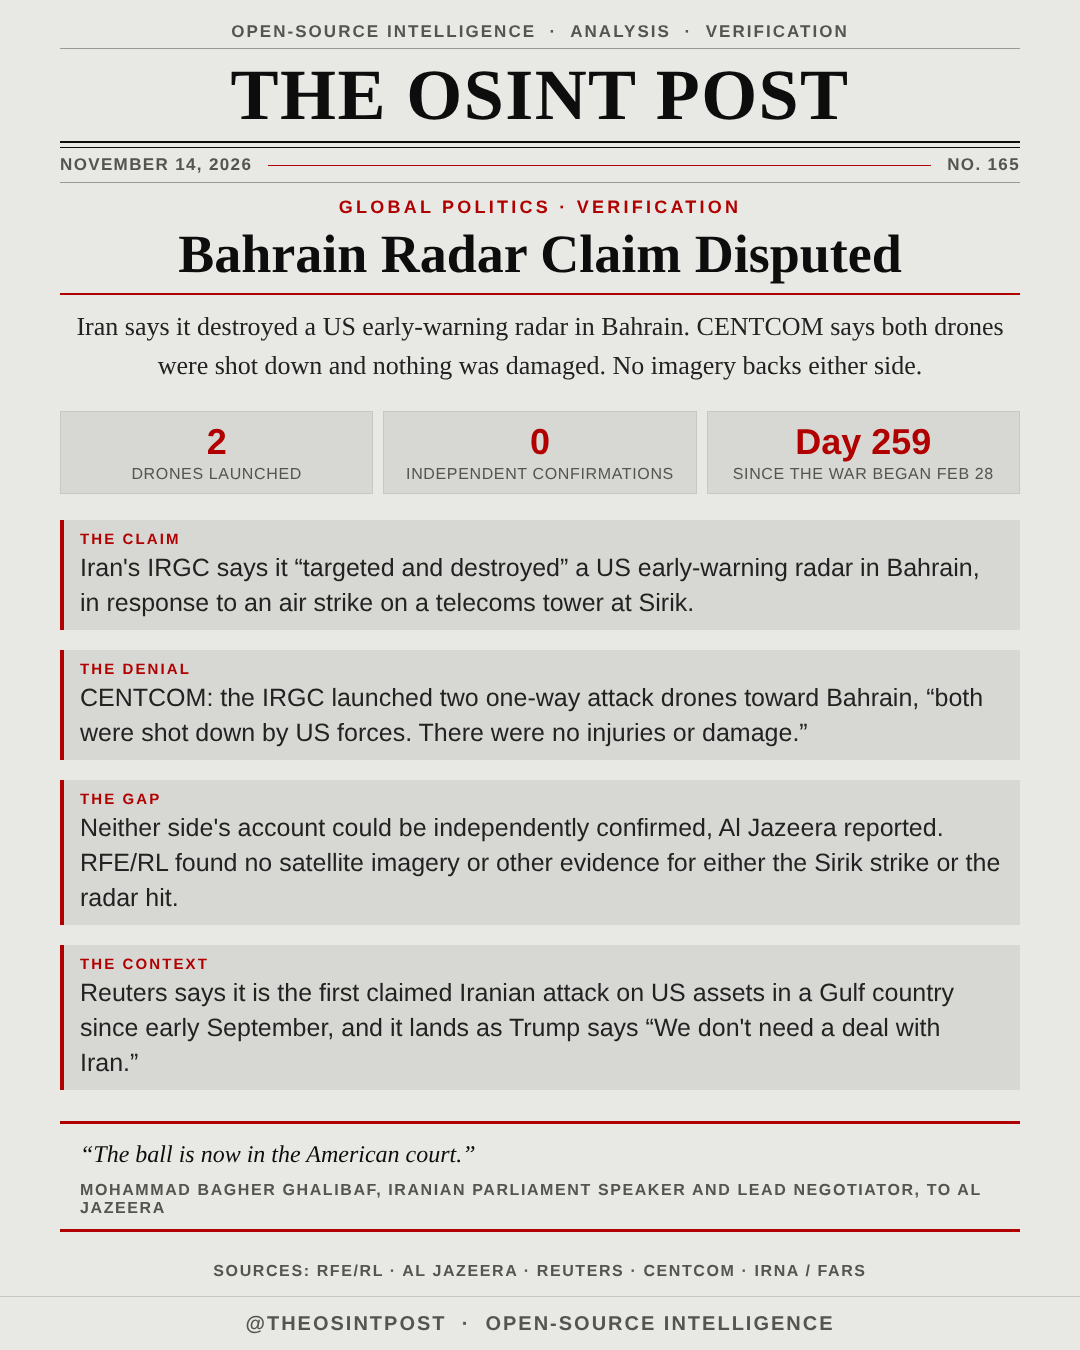 OPEN-SOURCE INTELLIGENCE · ANALYSIS · VERIFICATION
THE OSINT POST
NOVEMBER 14, 2026 NO. 165
GLOBAL POLITICS · VERIFICATION
Bahrain Radar Claim Disputed
Iran says it destroyed a US early-warning radar in Bahrain. CENTCOM says both drones
were shot down and nothing was damaged. No imagery backs either side.
2
DRONES LAUNCHED
0
INDEPENDENT CONFIRMATIONS
Day 259
SINCE THE WAR BEGAN FEB 28
THE CLAIM
Iran's IRGC says it “targeted and destroyed” a US early-warning radar in Bahrain,
in response to an air strike on a telecoms tower at Sirik.
THE DENIAL
CENTCOM: the IRGC launched two one-way attack drones toward Bahrain, “both
were shot down by US forces. There were no injuries or damage.”
THE GAP
Neither side's account could be independently confirmed, Al Jazeera reported.
RFE/RL found no satellite imagery or other evidence for either the Sirik strike or the
radar hit.
THE CONTEXT
Reuters says it is the first claimed Iranian attack on US assets in a Gulf country
since early September, and it lands as Trump says “We don't need a deal with
Iran.”
“The ball is now in the American court.”
MOHAMMAD BAGHER GHALIBAF, IRANIAN PARLIAMENT SPEAKER AND LEAD NEGOTIATOR, TO AL
JAZEERA
SOURCES: RFE/RL · AL JAZEERA · REUTERS · CENTCOM · IRNA / FARS
@THEOSINTPOST · OPEN-SOURCE INTELLIGENCE